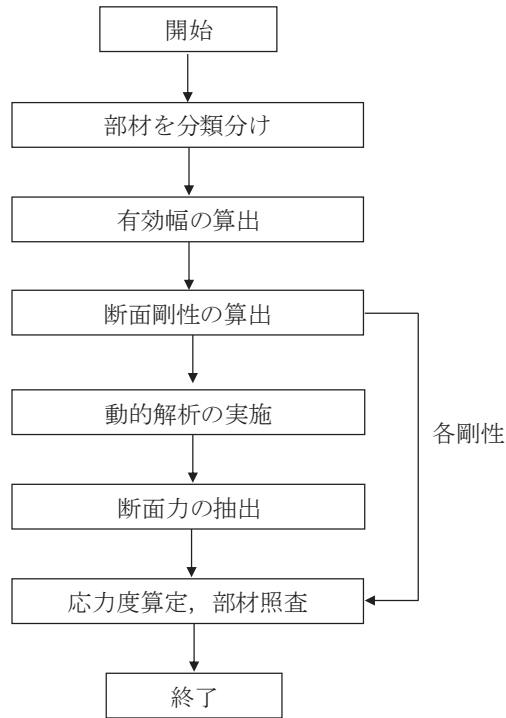 開始
部材を分類分け
有効幅の算出
断面剛性の算出
動的解析の実施
各剛性
断面力の抽出
応力度算定，部材照査
終了